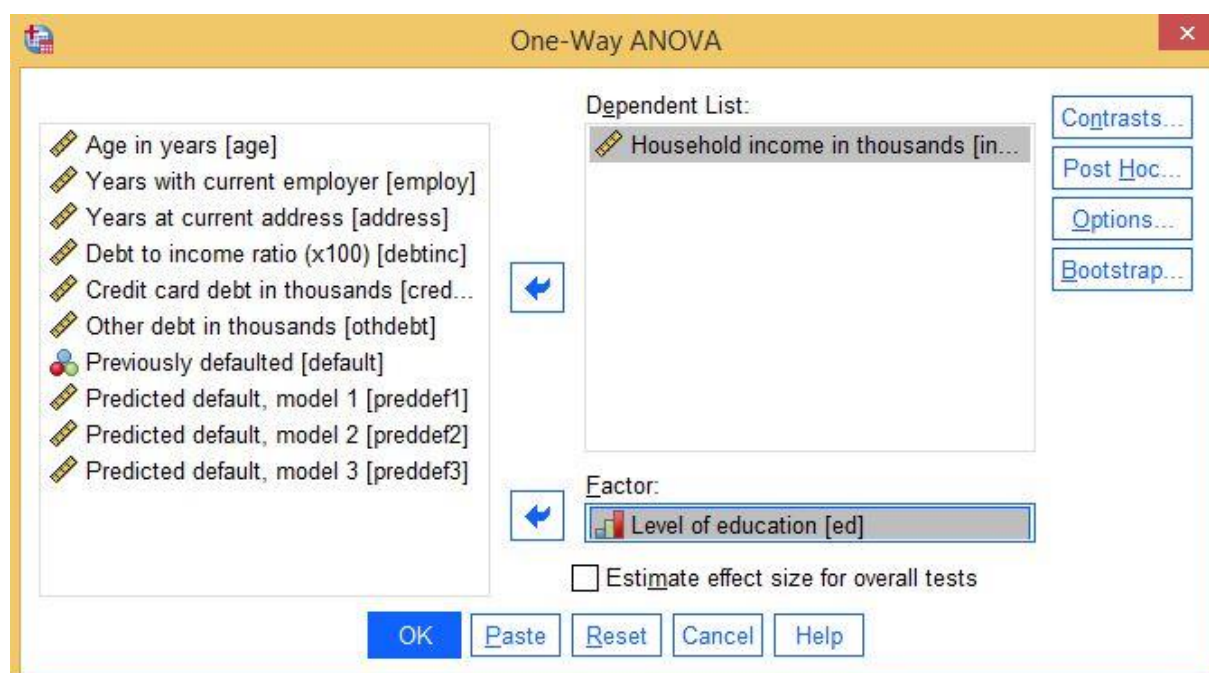 One-Way ANOVA
Age in years [age]
Years with current employer [employ]
Years at current address [address]
Debt to income ratio (x100) [debtinc]
Credit card debt in thousands [cred...
Other debt in thousands [othdebt]
Previously defaulted [default]
Predicted default, model 1 [preddef1]
Predicted default, model 2 [preddef2]
Predicted default, model 3 [preddef3]
Dependent List:
Household income in thousands [in...
Factor:
Level of education [ed]
Estimate effect size for overall tests
Contrasts...
Post Hoc...
Options...
Bootstrap...
OK Paste Reset Cancel Help